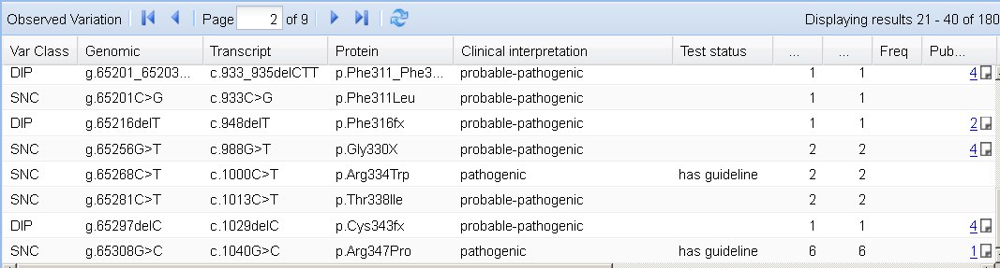 Observed Variation Page 2 of 9 Displaying results 21 - 40 of 180
Var Class Genomic Transcript Protein Clinical interpretation Test status ... ... Freq Pub...
DIP g.65201_65203... c.933_935delCTT p.Phe311_Phe3... probable-pathogenic 1 1 4
SNC g.65201C>G c.933C>G p.Phe311Leu probable-pathogenic 1 1
DIP g.65216delT c.948delT p.Phe316fx probable-pathogenic 1 1 2
SNC g.65256G>T c.988G>T p.Gly330X probable-pathogenic 2 2 4
SNC g.65268C>T c.1000C>T p.Arg334Trp pathogenic has guideline 2 2
SNC g.65281C>T c.1013C>T p.Thr338Ile probable-pathogenic 2 2
DIP g.65297delC c.1029delC p.Cys343fx probable-pathogenic 1 1 4
SNC g.65308G>C c.1040G>C p.Arg347Pro pathogenic has guideline 6 6 1